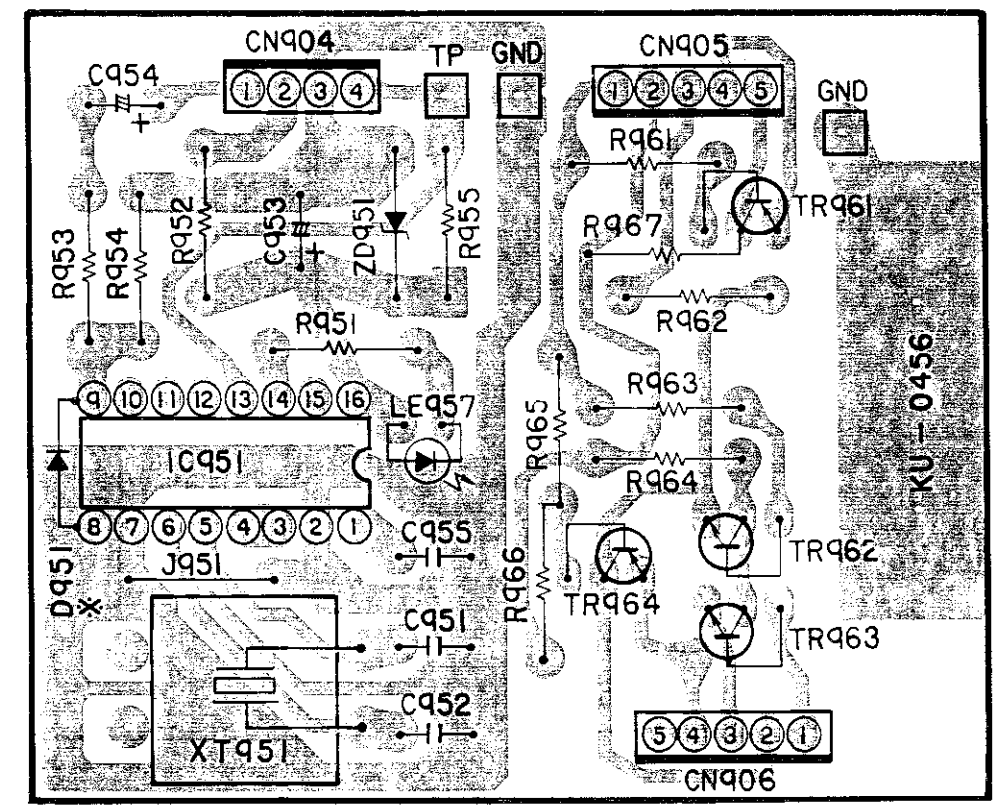 CN904
TP
GND
CN905
C954
GND
1 2 3 4
1 2 3 4 5
+
R961
TR961
R953
R954
R952
C953
+
ZD951
R955
R967
R962
R951
R963
KU-0456
9 10 11 12 13 14 15 16
LE957
R965
IC951
R964
8 7 6 5 4 3 2 1
C955
TR962
D951
※
J951
R966
TR964
C951
TR963
C952
XT951
5 4 3 2 1
CN906